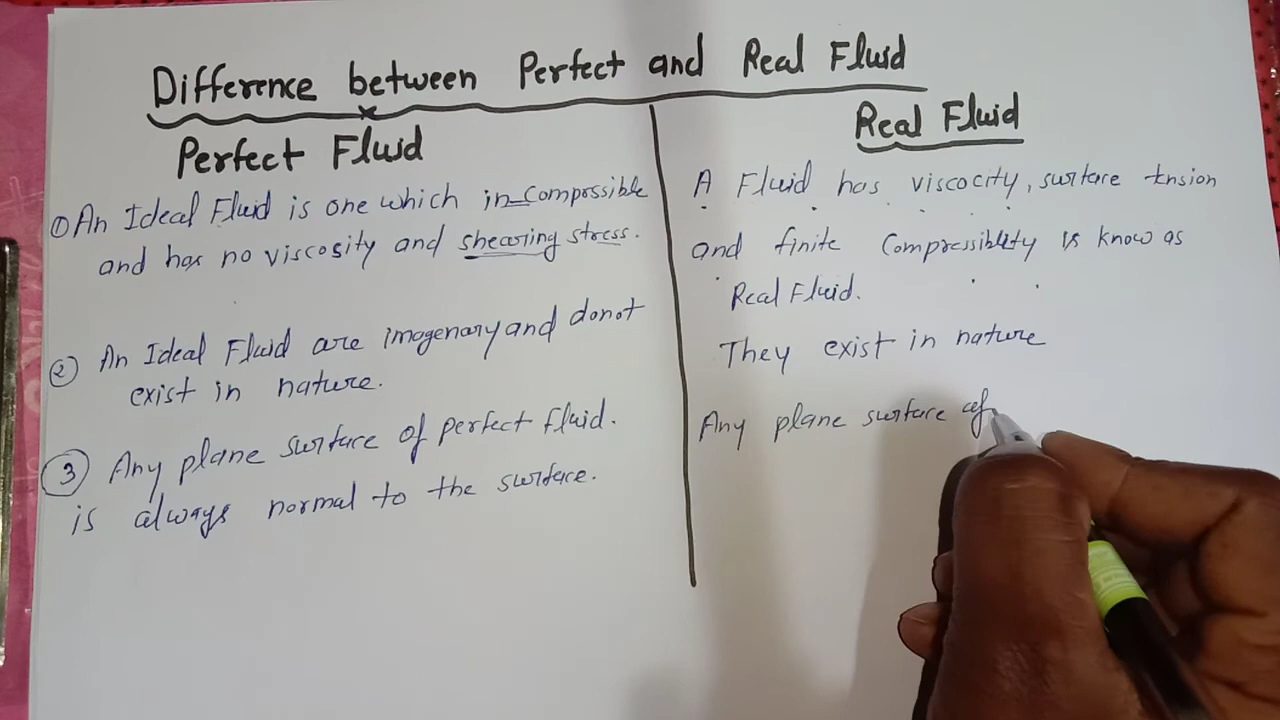 Difference between Perfect and Real Fluid
Perfect Fluid
① An Ideal Fluid is one which in-compossible
and has no viscosity and shearing stress.
② An Ideal Fluid are imagenary and donot
exist in nature.
③ Any plane surface of perfect fluid.
is always normal to the surface.
Real Fluid
A Fluid has viscocity, surface tension
and finite Compressiblity is know as
Real Fluid.
They exist in nature
Any plane surface of